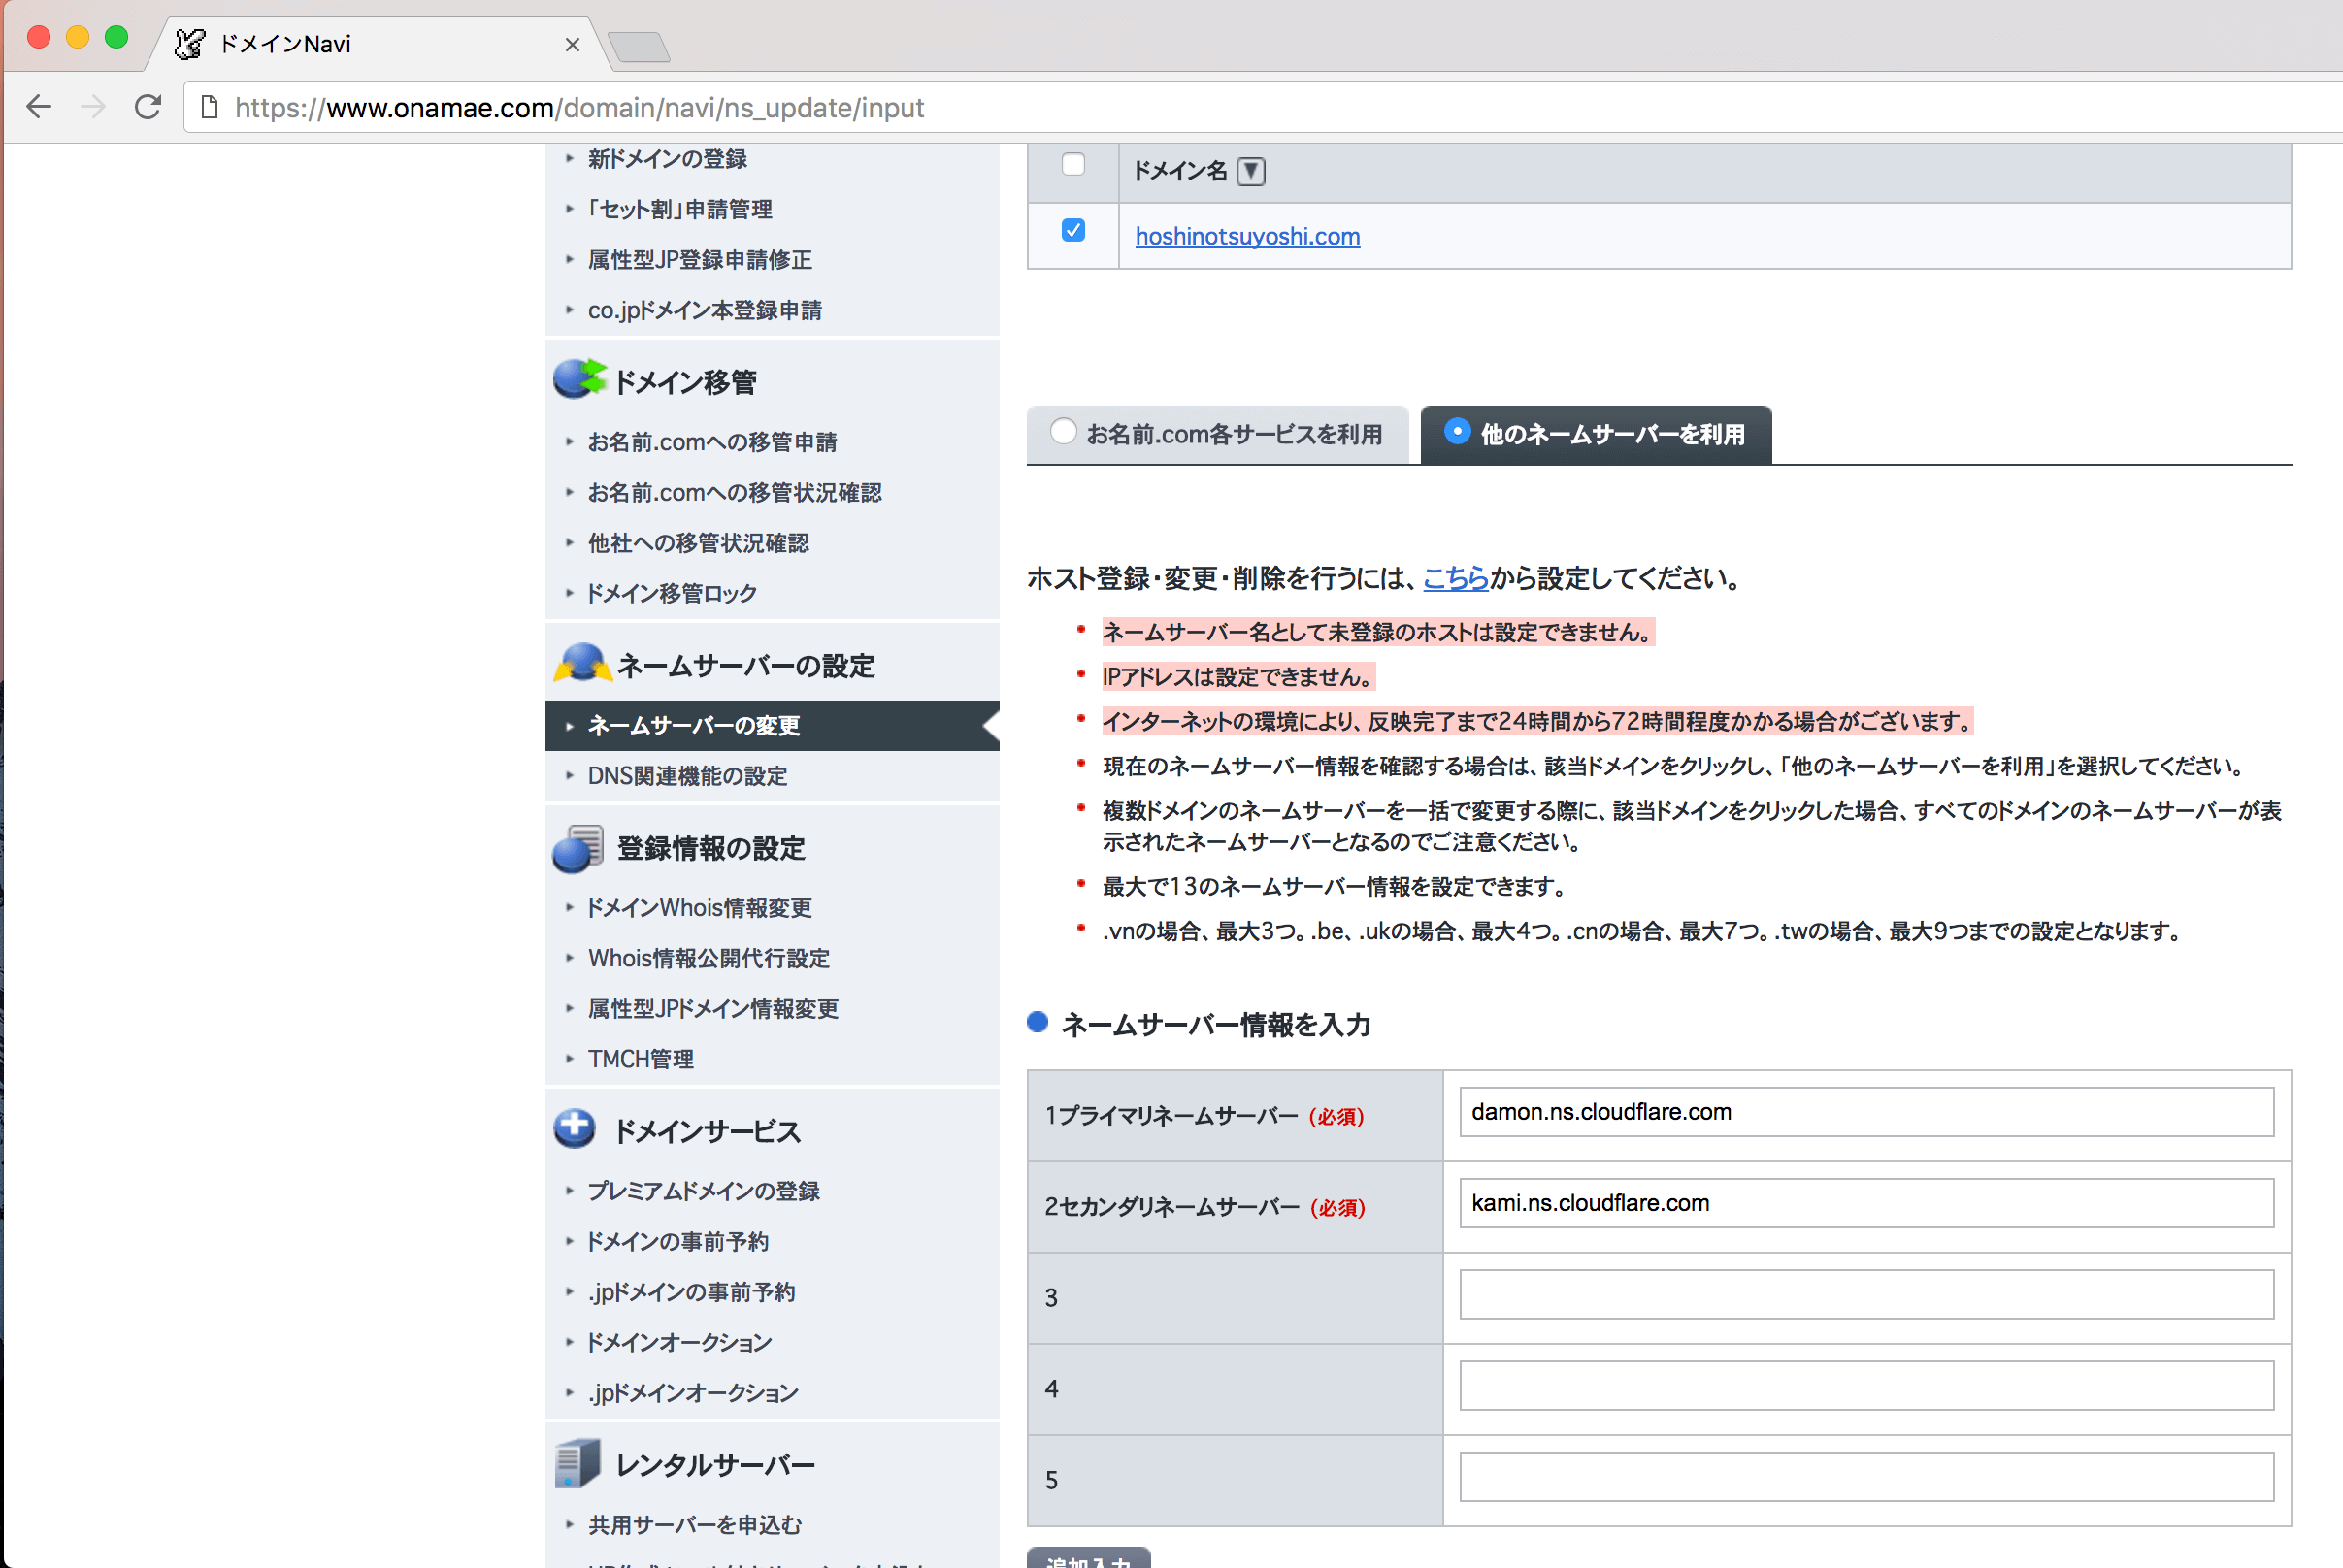 ドメインNavi
https://www.onamae.com/domain/navi/ns_update/input
新ドメインの登録
「セット割」申請管理
属性型JP登録申請修正
co.jpドメイン本登録申請
ドメイン移管
お名前.comへの移管申請
お名前.comへの移管状況確認
他社への移管状況確認
ドメイン移管ロック
ネームサーバーの設定
ネームサーバーの変更
DNS関連機能の設定
登録情報の設定
ドメインWhois情報変更
Whois情報公開代行設定
属性型JPドメイン情報変更
TMCH管理
ドメインサービス
プレミアムドメインの登録
ドメインの事前予約
.jpドメインの事前予約
ドメインオークション
.jpドメインオークション
レンタルサーバー
共用サーバーを申込む
ドメイン名
hoshinotsuyoshi.com
お名前.com各サービスを利用
他のネームサーバーを利用
ホスト登録・変更・削除を行うには、こちらから設定してください。
ネームサーバー名として未登録のホストは設定できません。
IPアドレスは設定できません。
インターネットの環境により、反映完了まで24時間から72時間程度かかる場合がございます。
現在のネームサーバー情報を確認する場合は、該当ドメインをクリックし、「他のネームサーバーを利用」を選択してください。
複数ドメインのネームサーバーを一括で変更する際に、該当ドメインをクリックした場合、すべてのドメインのネームサーバーが表
示されたネームサーバーとなるのでご注意ください。
最大で13のネームサーバー情報を設定できます。
.vnの場合、最大3つ。.be、.ukの場合、最大4つ。.cnの場合、最大7つ。.twの場合、最大9つまでの設定となります。
ネームサーバー情報を入力
1プライマリネームサーバー (必須)
damon.ns.cloudflare.com
2セカンダリネームサーバー (必須)
kami.ns.cloudflare.com
3
4
5
追加入力